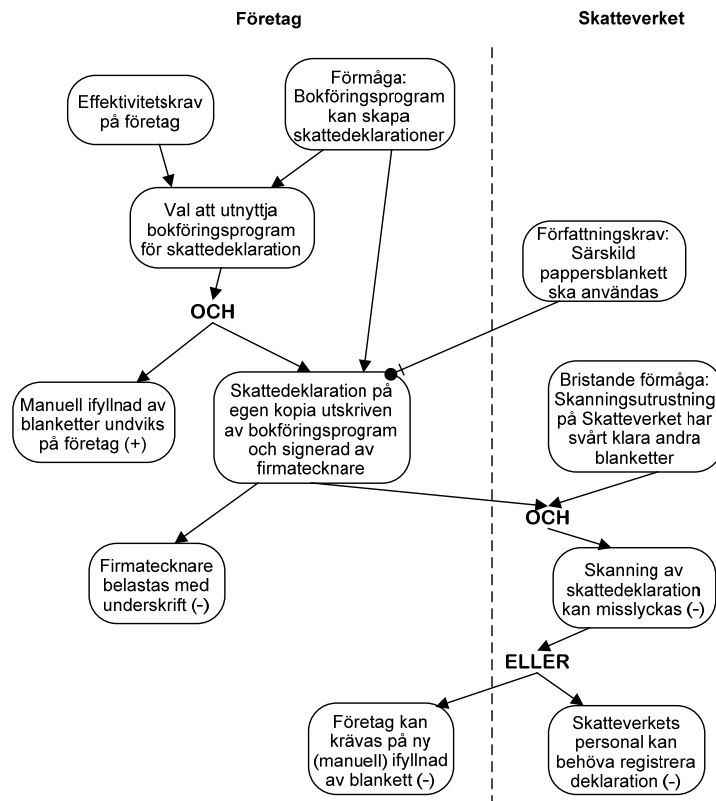 Företag
Skatteverket
Effektivitetskrav
på företag
Förmåga:
Bokföringsprogram
kan skapa
skattedeklarationer
Val att utnyttja
bokföringsprogram
för skattedeklaration
Författningskrav:
Särskild
pappersblankett
ska användas
OCH
Manuell ifyllnad av
blanketter undviks
på företag (+)
Skattedeklaration på
egen kopia utskriven
av bokföringsprogram
och signerad av
firmatecknare
Bristande förmåga:
Skanningsutrustning
på Skatteverket har
svårt klara andra
blanketter
OCH
Firmatecknare
belastas med
underskrift (-)
Skanning av
skattedeklaration
kan misslyckas (-)
ELLER
Företag kan
krävas på ny
(manuell) ifyllnad
av blankett (-)
Skatteverkets
personal kan
behöva registrera
deklaration (-)